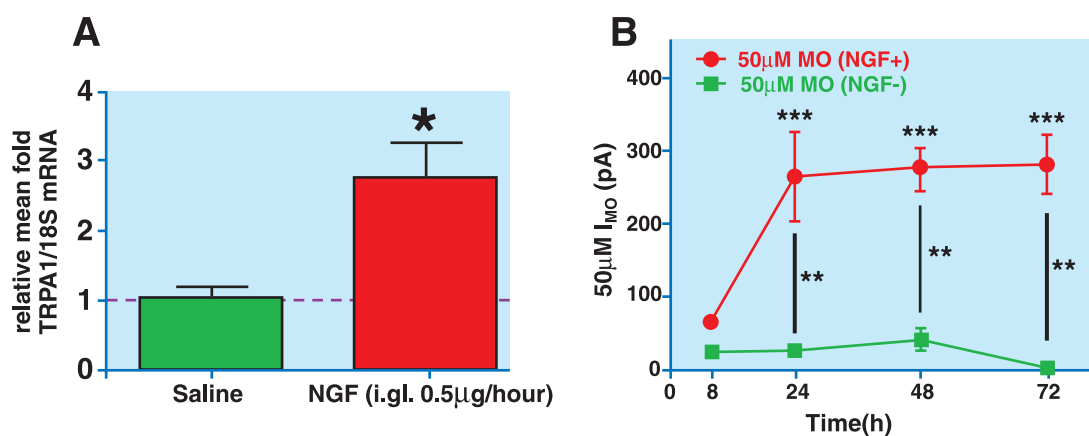 A
relative mean fold
TRPA1/18S mRNA
4
3
2
1
0
*
Saline
NGF (i.gl. 0.5μg/hour)
B
50μM MO (NGF+)
50μM MO (NGF-)
50μM I_MO (pA)
400
300
200
100
0
***
***
***
**
**
**
0
8
24
48
72
Time(h)